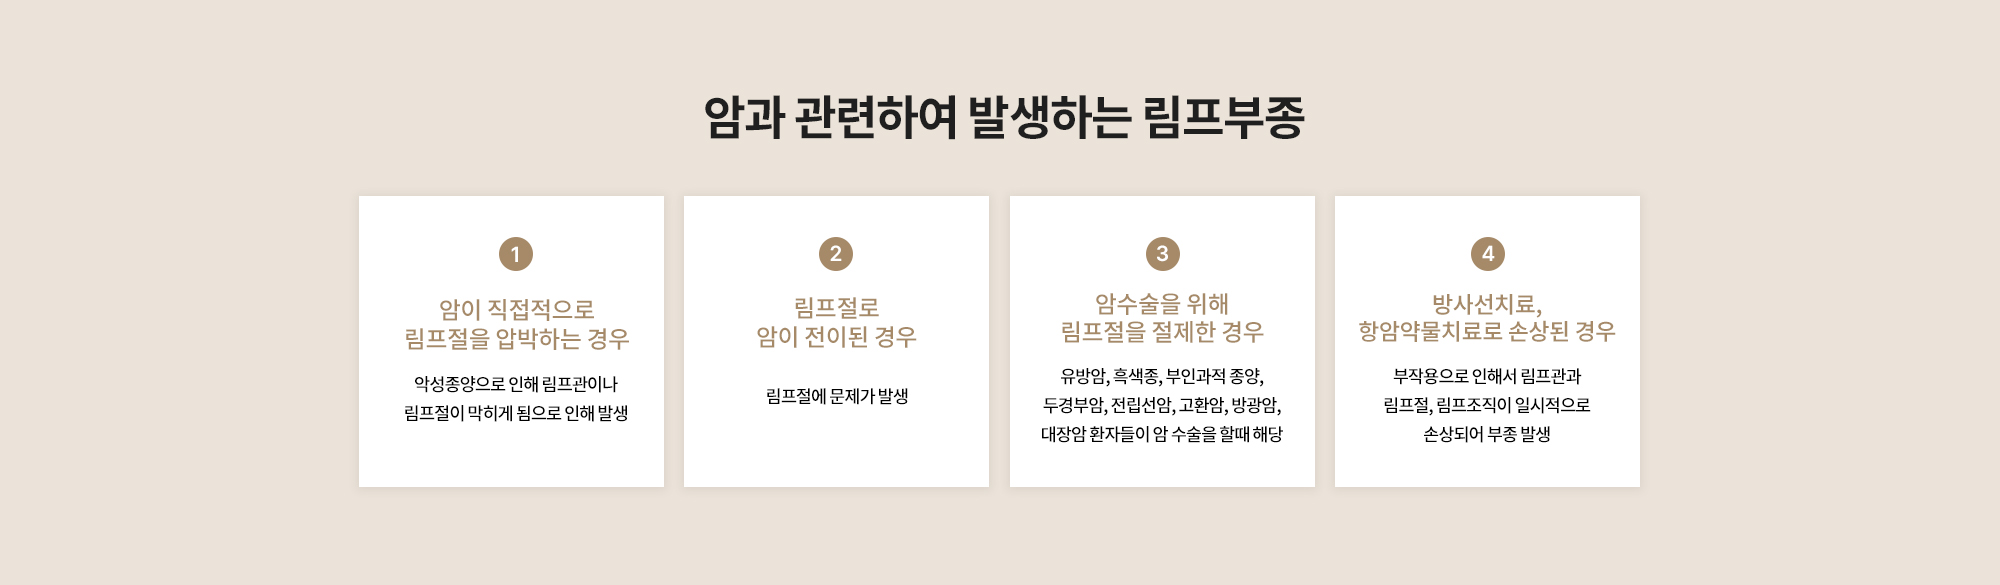 암과 관련하여 발생하는 림프부종
1
암이 직접적으로
림프절을 압박하는 경우
악성종양으로 인해 림프관이나
림프절이 막히게 됨으로 인해 발생
2
림프절로
암이 전이된 경우
림프절에 문제가 발생
3
암수술을 위해
림프절을 절제한 경우
유방암, 흑색종, 부인과적 종양,
두경부암, 전립선암, 고환암, 방광암,
대장암 환자들이 암 수술을 할때 해당
4
방사선치료,
항암약물치료로 손상된 경우
부작용으로 인해서 림프관과
림프절, 림프조직이 일시적으로
손상되어 부종 발생